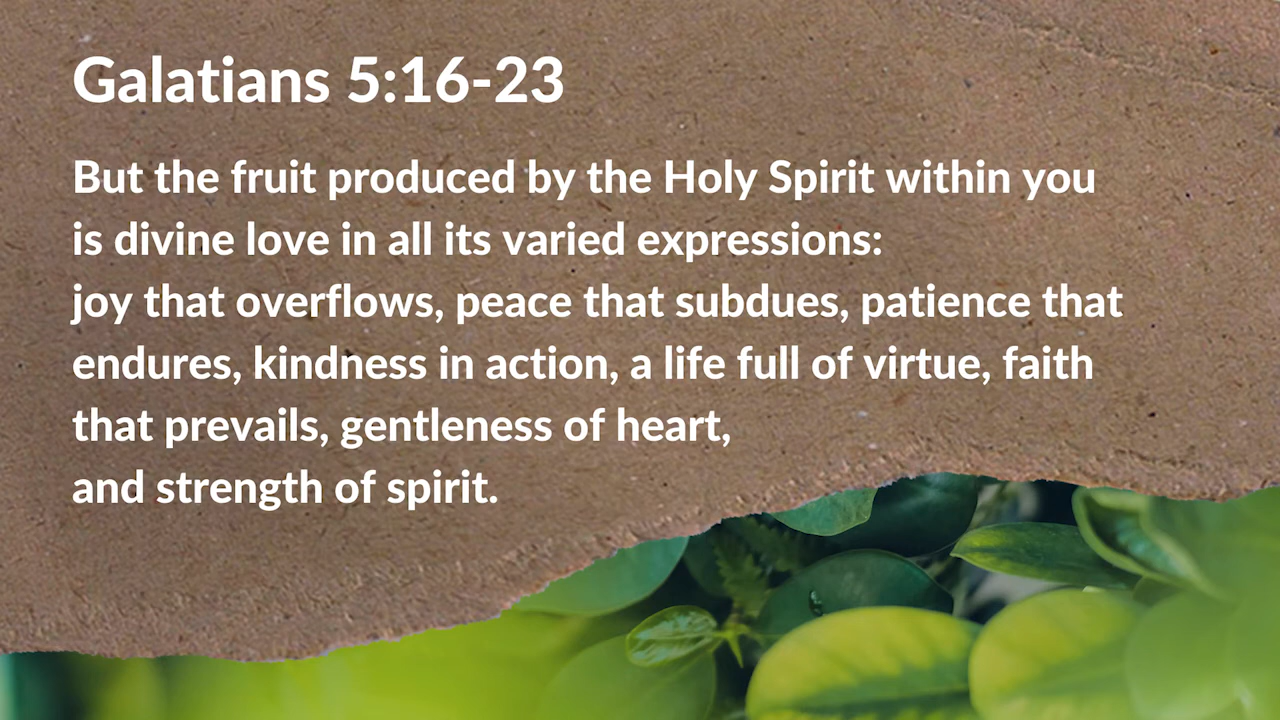 Galatians 5:16-23
But the fruit produced by the Holy Spirit within you
is divine love in all its varied expressions:
joy that overflows, peace that subdues, patience that
endures, kindness in action, a life full of virtue, faith
that prevails, gentleness of heart,
and strength of spirit.